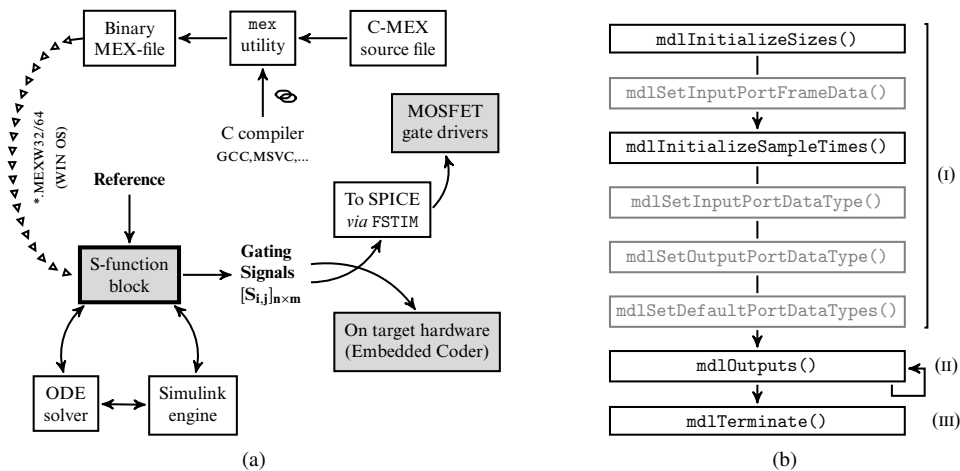 Binary
MEX-file
mex
utility
C-MEX
source file
C compiler
GCC,MSVC,...
MOSFET
gate drivers
*.MEXW32/64
(WIN OS)
Reference
To SPICE
via FSTIM
S-function
block
Gating
Signals
[Si,j]n×m
On target hardware
(Embedded Coder)
ODE
solver
Simulink
engine
(a)
mdlInitializeSizes()
mdlSetInputPortFrameData()
mdlInitializeSampleTimes()
(I)
mdlSetInputPortDataType()
mdlSetOutputPortDataType()
mdlSetDefaultPortDataTypes()
mdlOutputs()
(II)
mdlTerminate()
(III)
(b)